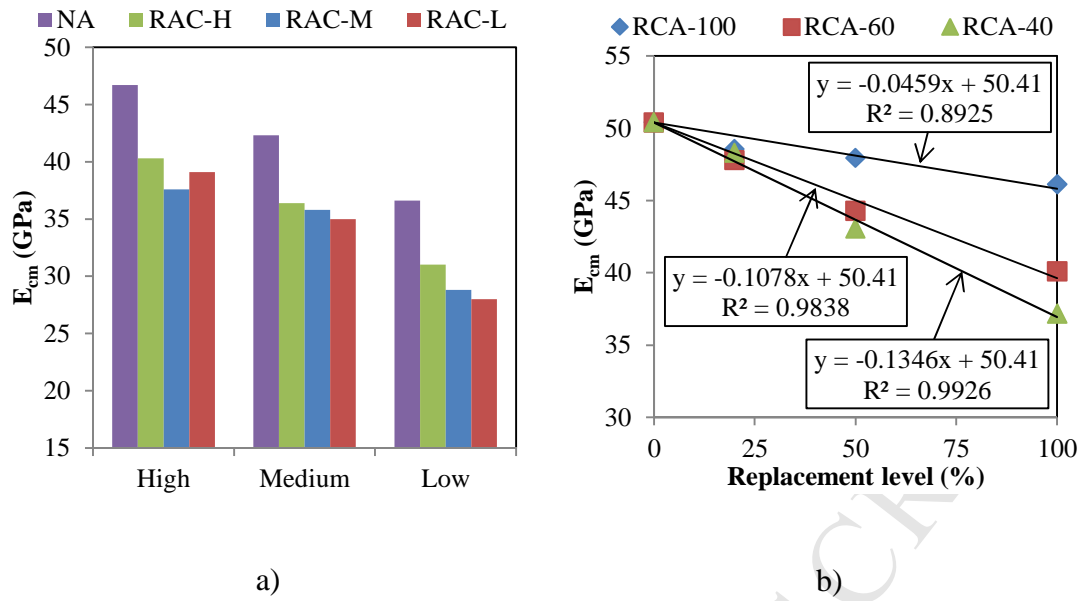 NA RAC-H RAC-M RAC-L
50
45
40
35
30
25
20
15
E_cm (GPa)
High Medium Low
a)
RCA-100 RCA-60 RCA-40
55
50
45
40
35
30
E_cm (GPa)
y = -0.0459x + 50.41
R² = 0.8925
y = -0.1078x + 50.41
R² = 0.9838
y = -0.1346x + 50.41
R² = 0.9926
0 25 50 75 100
Replacement level (%)
b)